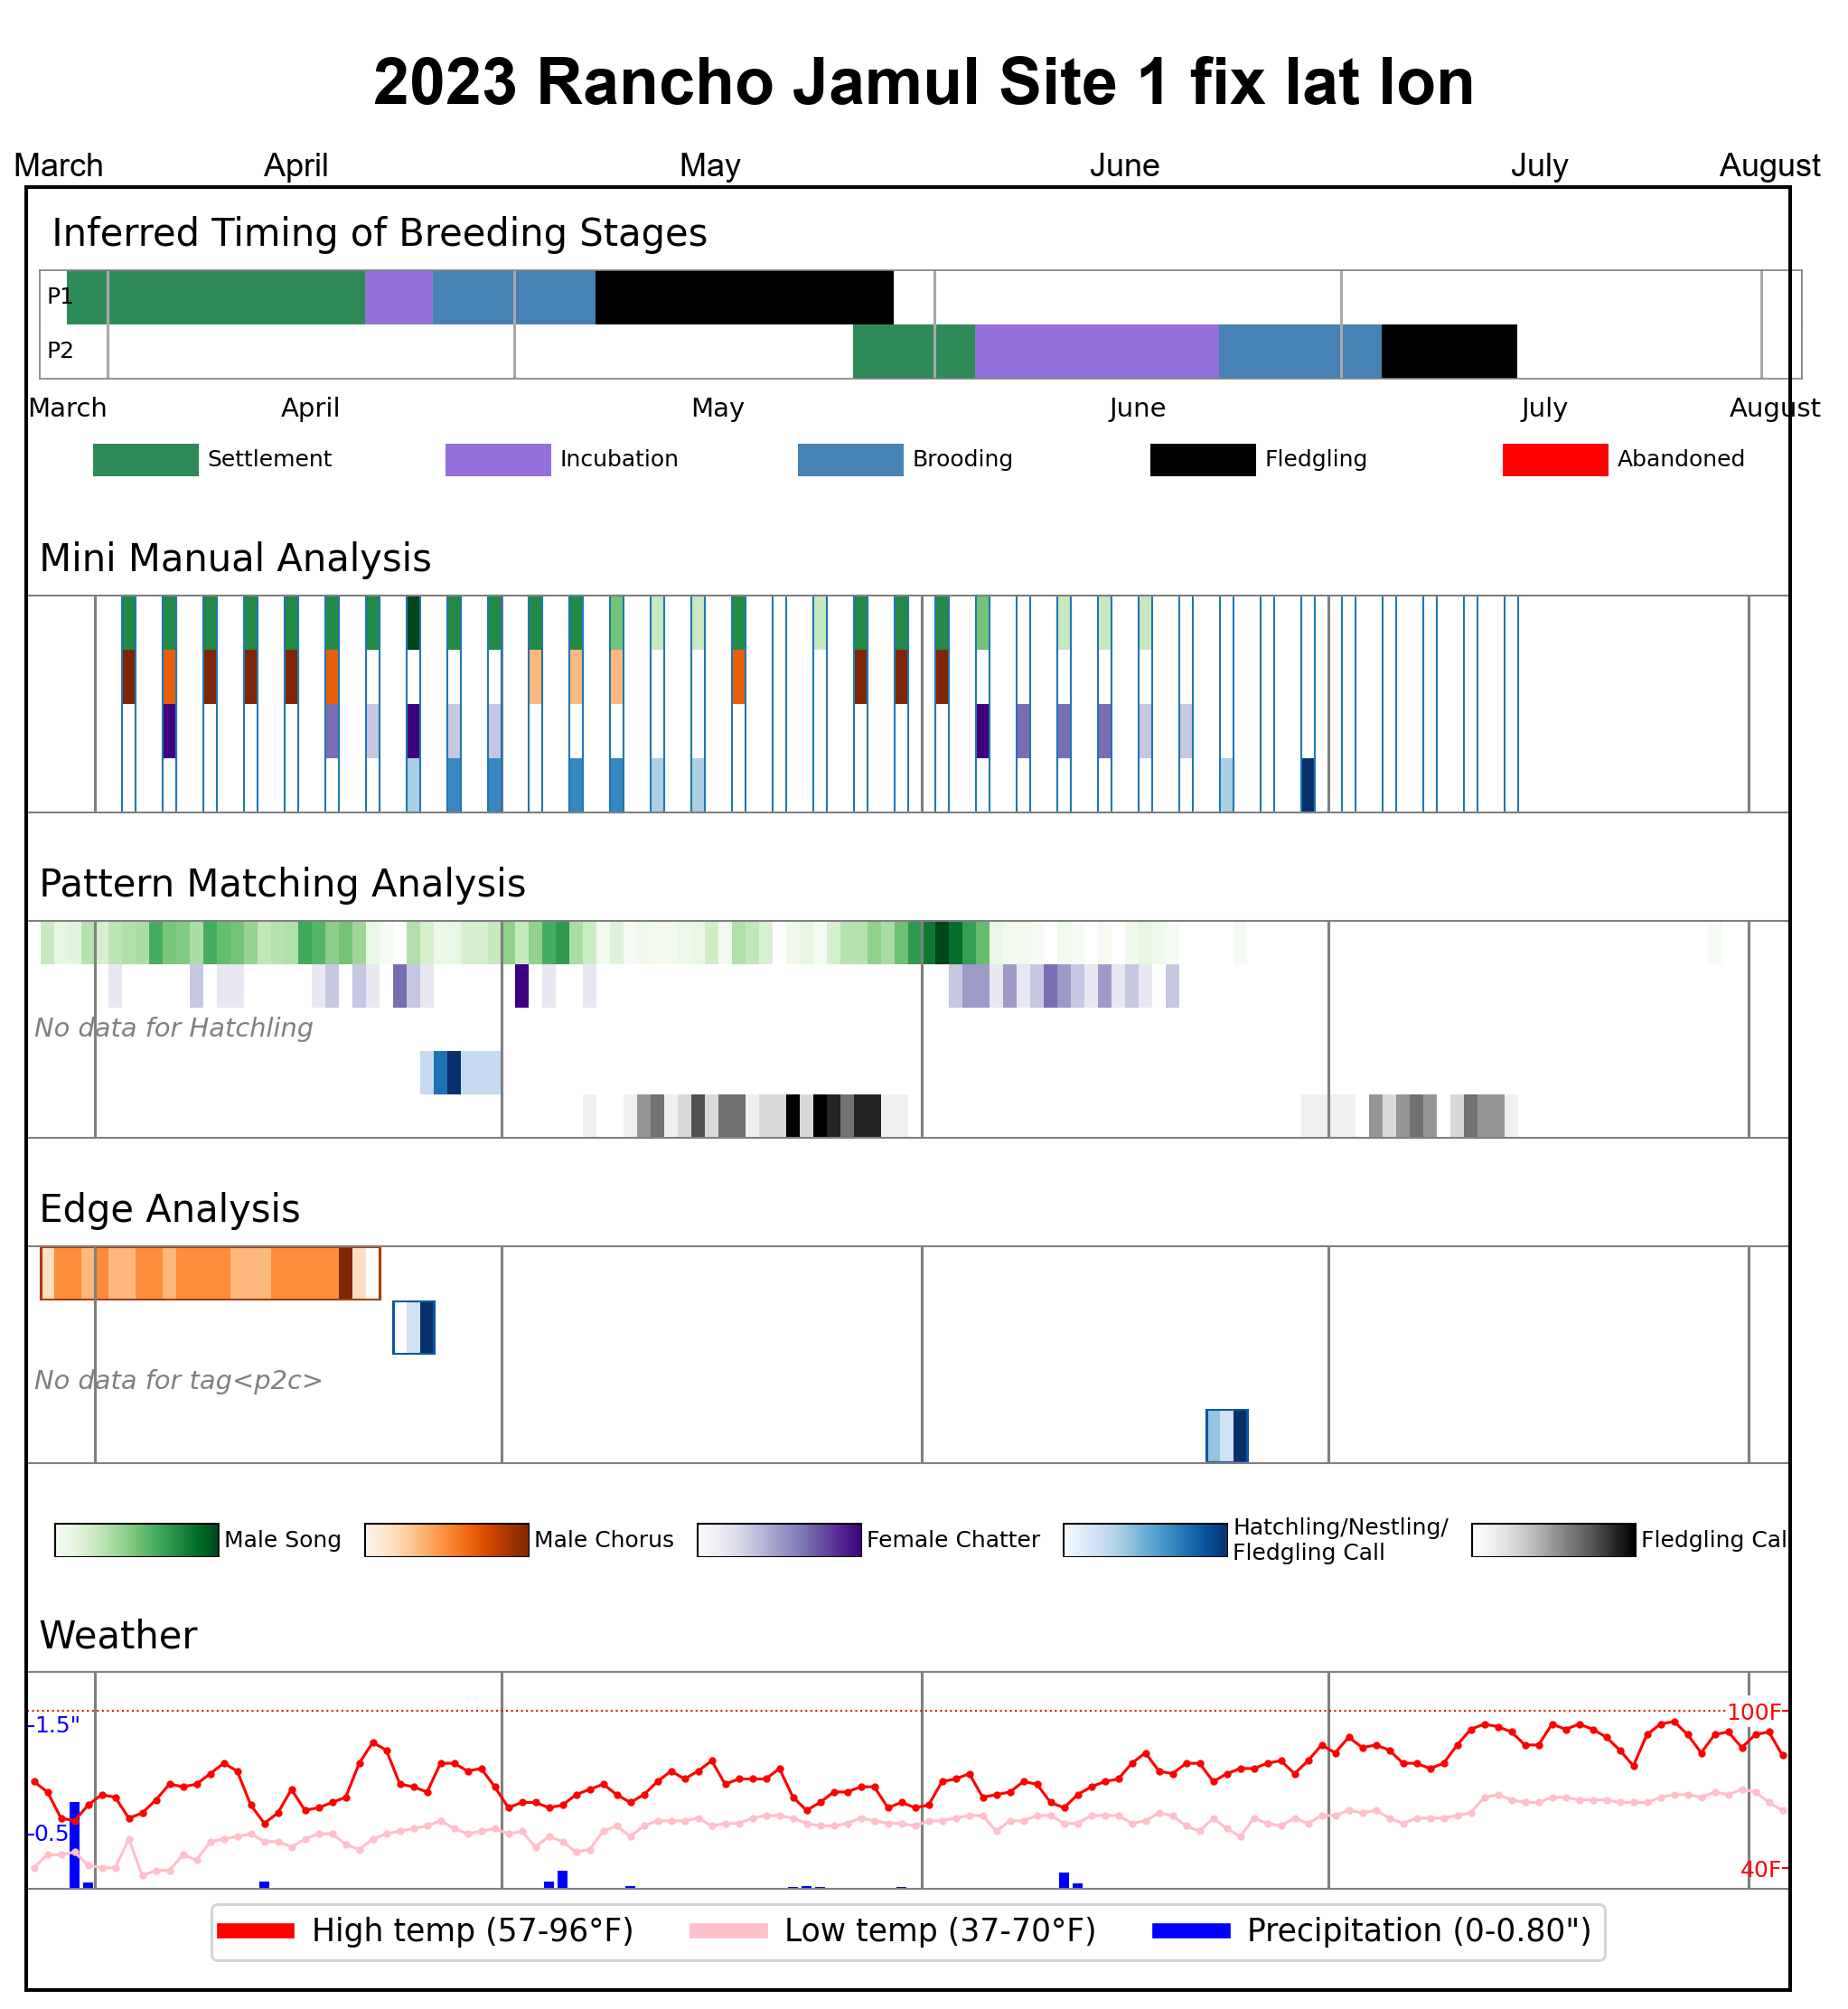 2023 Rancho Jamul Site 1 fix lat lon
March April May June July August
Inferred Timing of Breeding Stages
P1
P2
March April May June July August
Settlement Incubation Brooding Fledgling Abandoned
Mini Manual Analysis
Pattern Matching Analysis
No data for Hatchling
Edge Analysis
No data for tag<p2c>
Male Song Male Chorus Female Chatter Hatchling/Nestling/ Fledgling Cal
Fledgling Call
Weather
1.5" 100F
0.5 40F
High temp (57-96°F) Low temp (37-70°F) Precipitation (0-0.80")